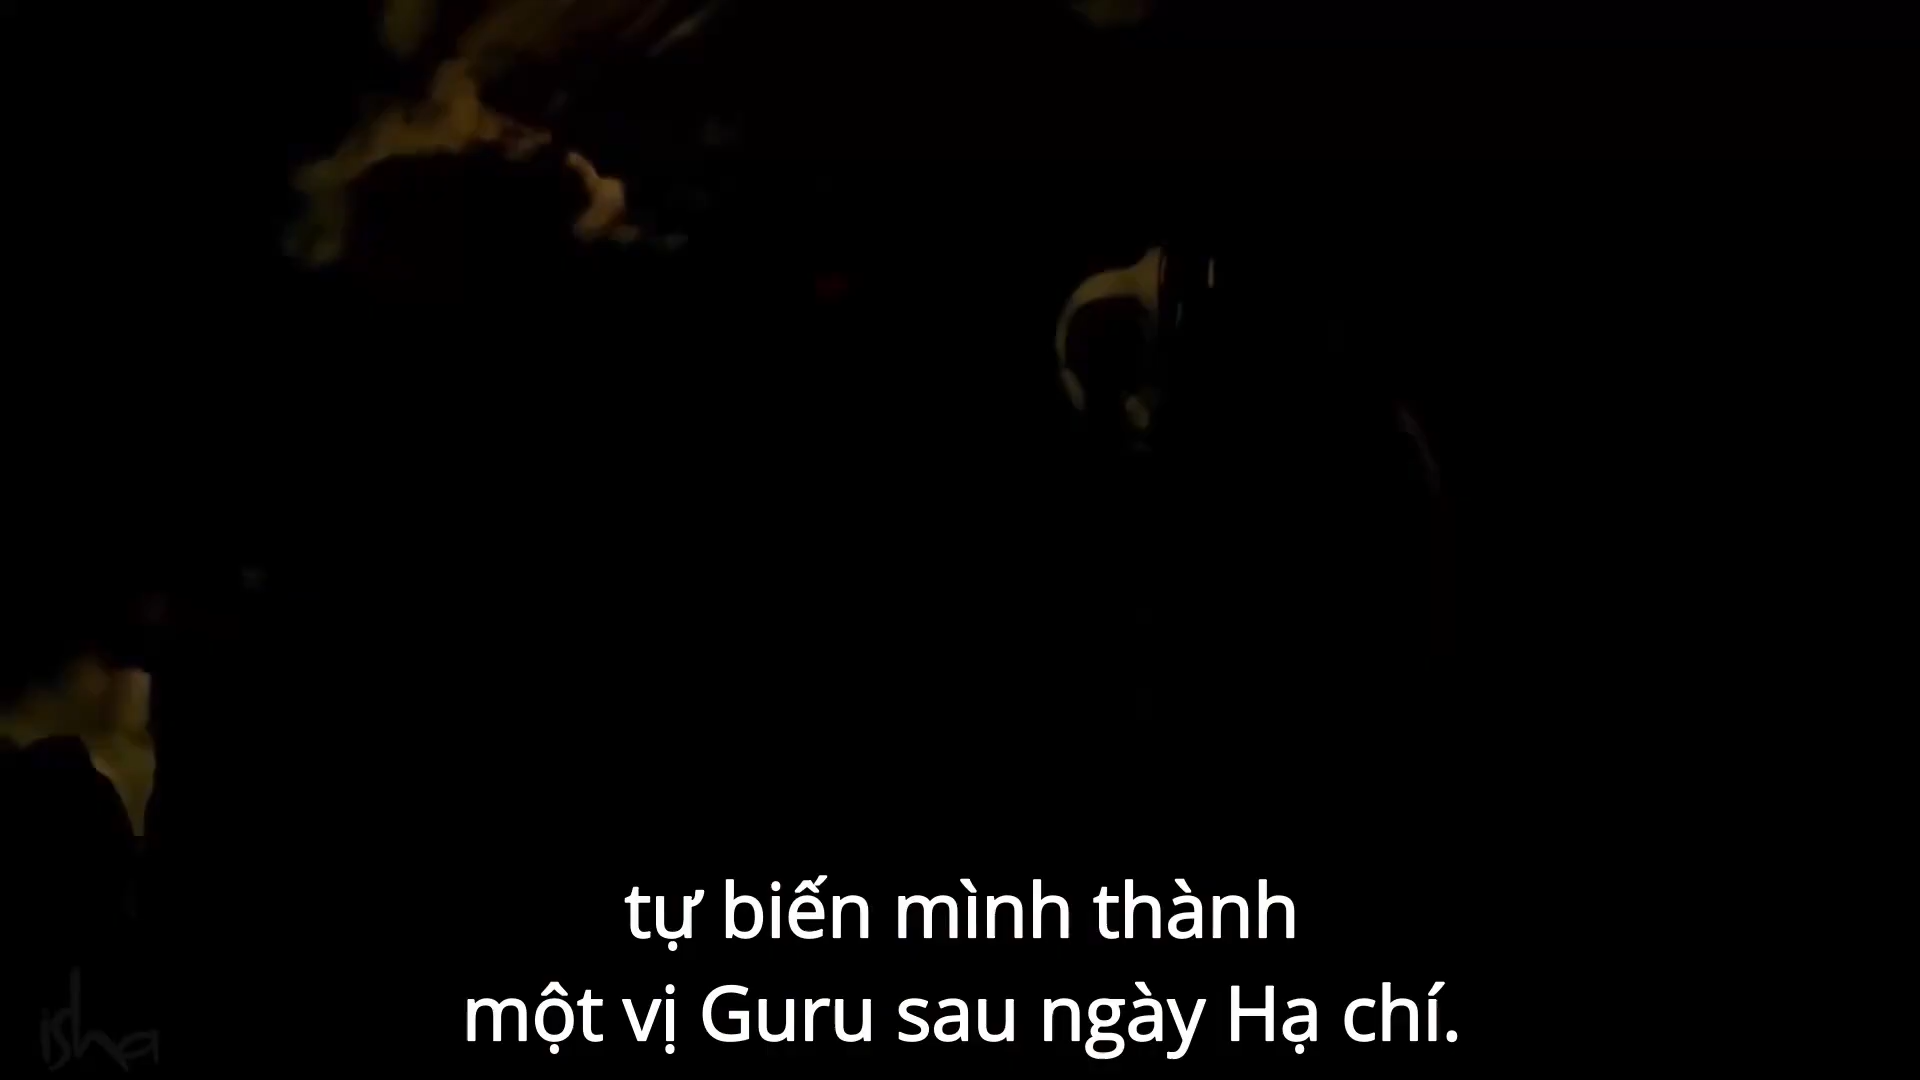 tự biến mình thành
một vị Guru sau ngày Hạ chí.
isha